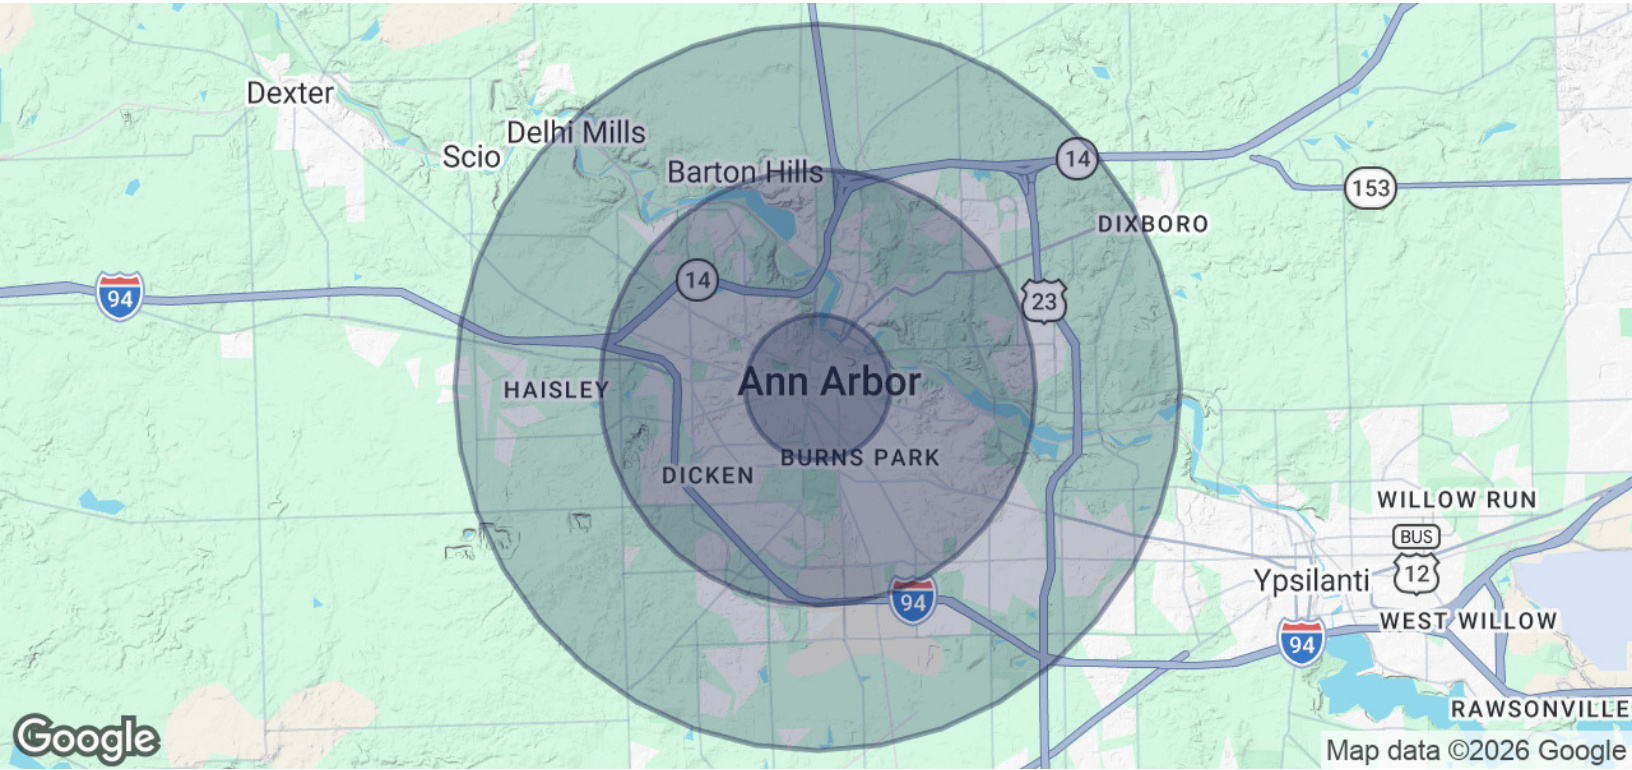 Dexter
Delhi Mills
Scio
Barton Hills
14
153
DIXBORO
94
14
23
HAISLEY
Ann Arbor
BURNS PARK
DICKEN
WILLOW RUN
BUS
12
Ypsilanti
94
WEST WILLOW
94
RAWSONVILLE
Google
Map data ©2026 Google